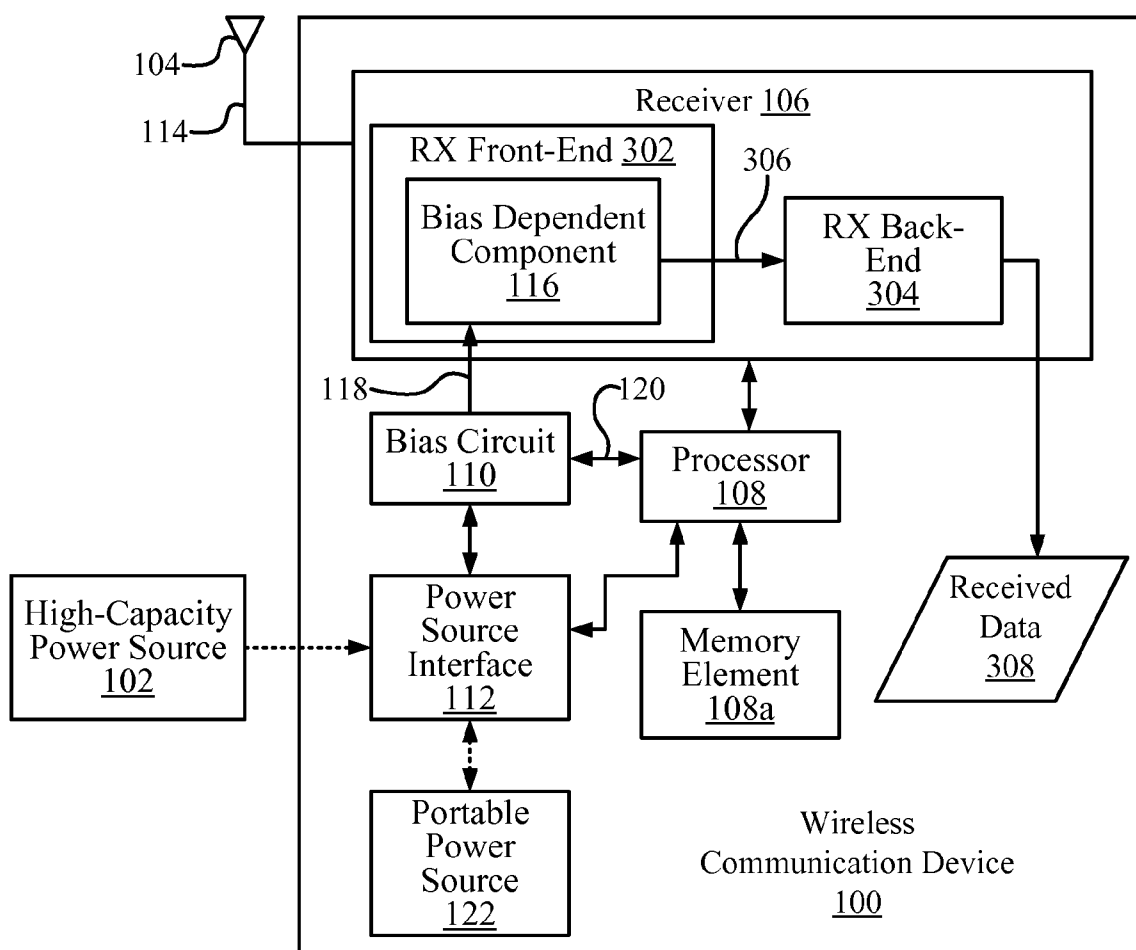 104
114
Receiver 106
RX Front-End 302
306
Bias Dependent
Component
116
RX Back-
End
304
118
120
Bias Circuit
110
Processor
108
High-Capacity
Power Source
102
Power
Source
Interface
112
Memory
Element
108a
Received
Data
308
Portable
Power
Source
122
Wireless
Communication Device
100